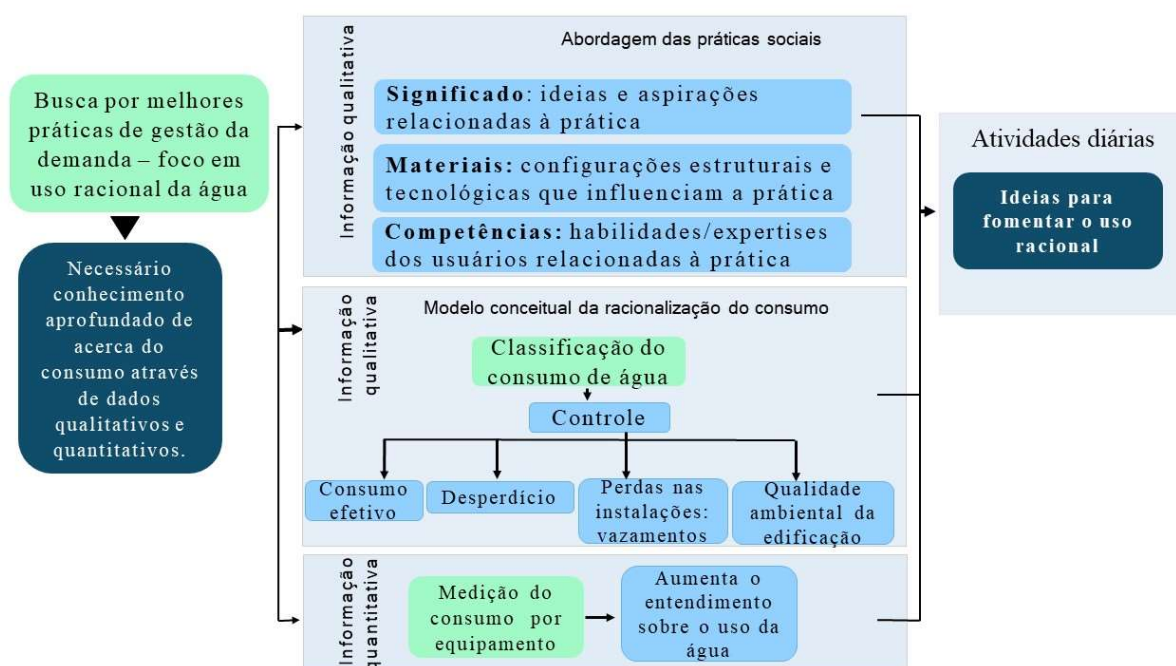 Busca por melhores
práticas de gestão da
demanda – foco em
uso racional da água
Necessário
conhecimento
aprofundado de
acerca do
consumo através
de dados
qualitativos e
quantitativos.
Informação qualitativa
Abordagem das práticas sociais
Significado: ideias e aspirações
relacionadas à prática
Materiais: configurações estruturais e
tecnológicas que influenciam a prática
Competências: habilidades/expertises
dos usuários relacionadas à prática
Informação
qualitativa
Modelo conceitual da racionalização do consumo
Classificação do
consumo de água
Controle
Consumo
efetivo
Desperdício
Perdas nas
instalações:
vazamentos
Qualidade
ambiental da
edificação
Informação
quantitativa
Medição do
consumo por
equipamento
Aumenta o
entendimento
sobre o uso da
água
Atividades diárias
Ideias para
fomentar o uso
racional